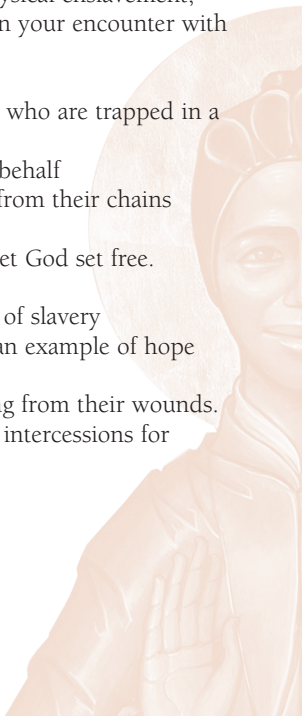 enslavement,
n your encounter with
who are trapped in a
behalf
from their chains
et God set free.
of slavery
an example of hope
g from their wounds.
intercessions for